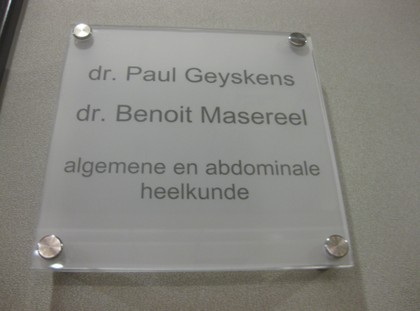 dr. Paul Geyskens
dr. Benoit Masereel
algemene en abdominale
heelkunde